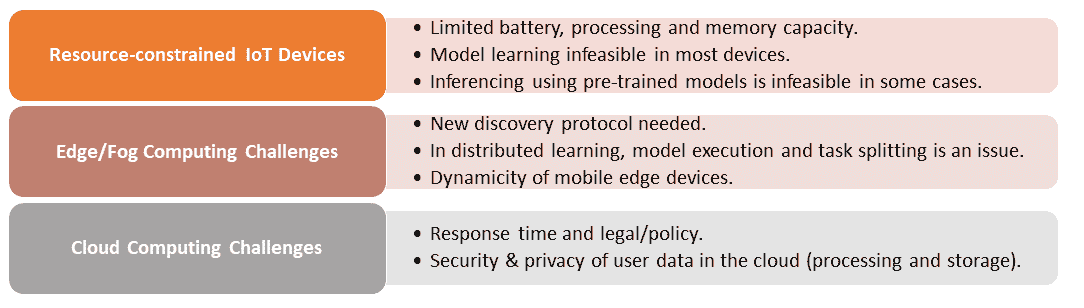 Resource-constrained IoT Devices
• Limited battery, processing and memory capacity.
• Model learning infeasible in most devices.
• Inferencing using pre-trained models is infeasible in some cases.
Edge/Fog Computing Challenges
• New discovery protocol needed.
• In distributed learning, model execution and task splitting is an issue.
• Dynamicity of mobile edge devices.
Cloud Computing Challenges
• Response time and legal/policy.
• Security & privacy of user data in the cloud (processing and storage).